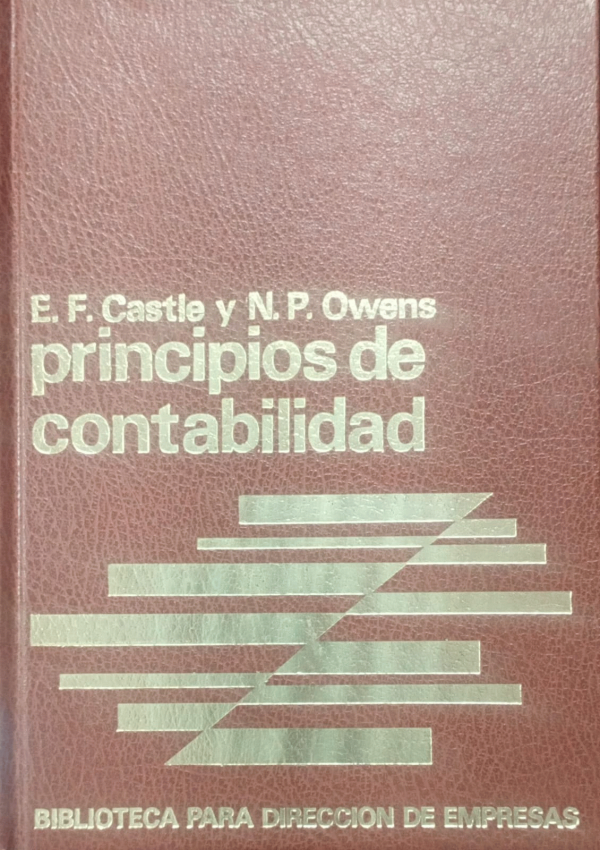 E. F. Castle y N. P. Owens
principios de
contabilidad
BIBLIOTECA PARA DIRECCION DE EMPRESAS